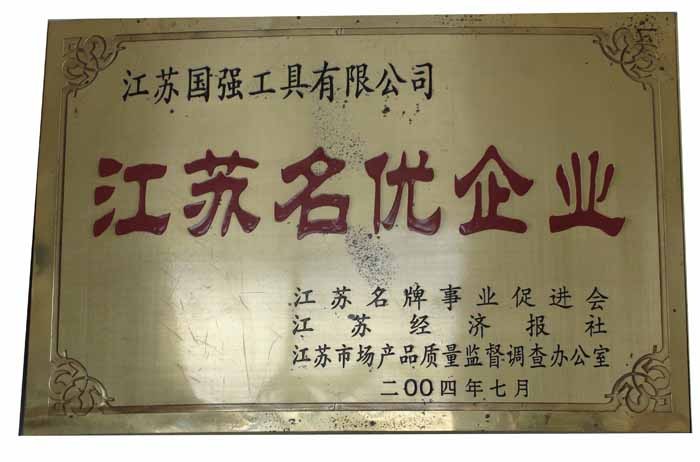 江苏国强工具有限公司
江苏名优企业
江苏名牌事业促进会
江苏经济报社
江苏市场产品质量监督调查办公室
二00四年七月